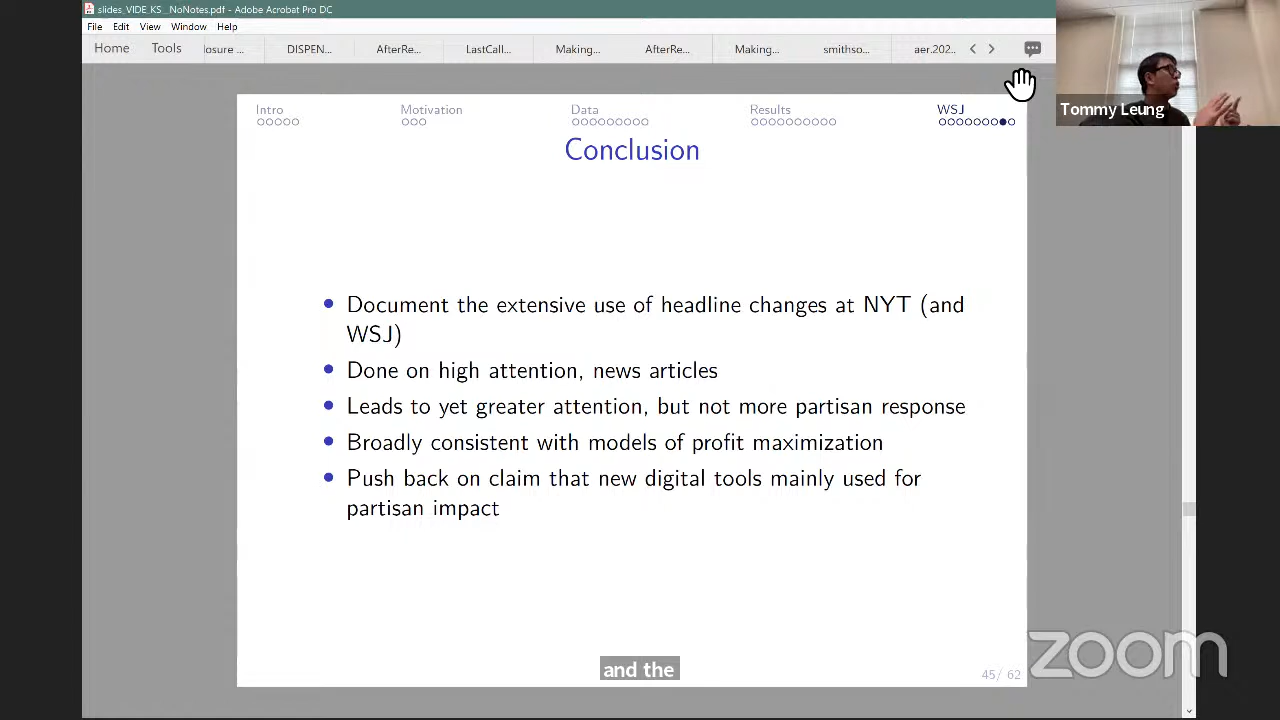 slides_VIDE_KS_NoNotes.pdf - Adobe Acrobat Pro DC
File Edit View Window Help
Home Tools losure ... DISPEN... AfterRe... LastCall... Making... AfterRe... Making... smithso... aer.202...
Tommy Leung
Intro Motivation Data Results WSJ
Conclusion
Document the extensive use of headline changes at NYT (and
WSJ)
Done on high attention, news articles
Leads to yet greater attention, but not more partisan response
Broadly consistent with models of profit maximization
Push back on claim that new digital tools mainly used for
partisan impact
and the
45/ 62
zoom